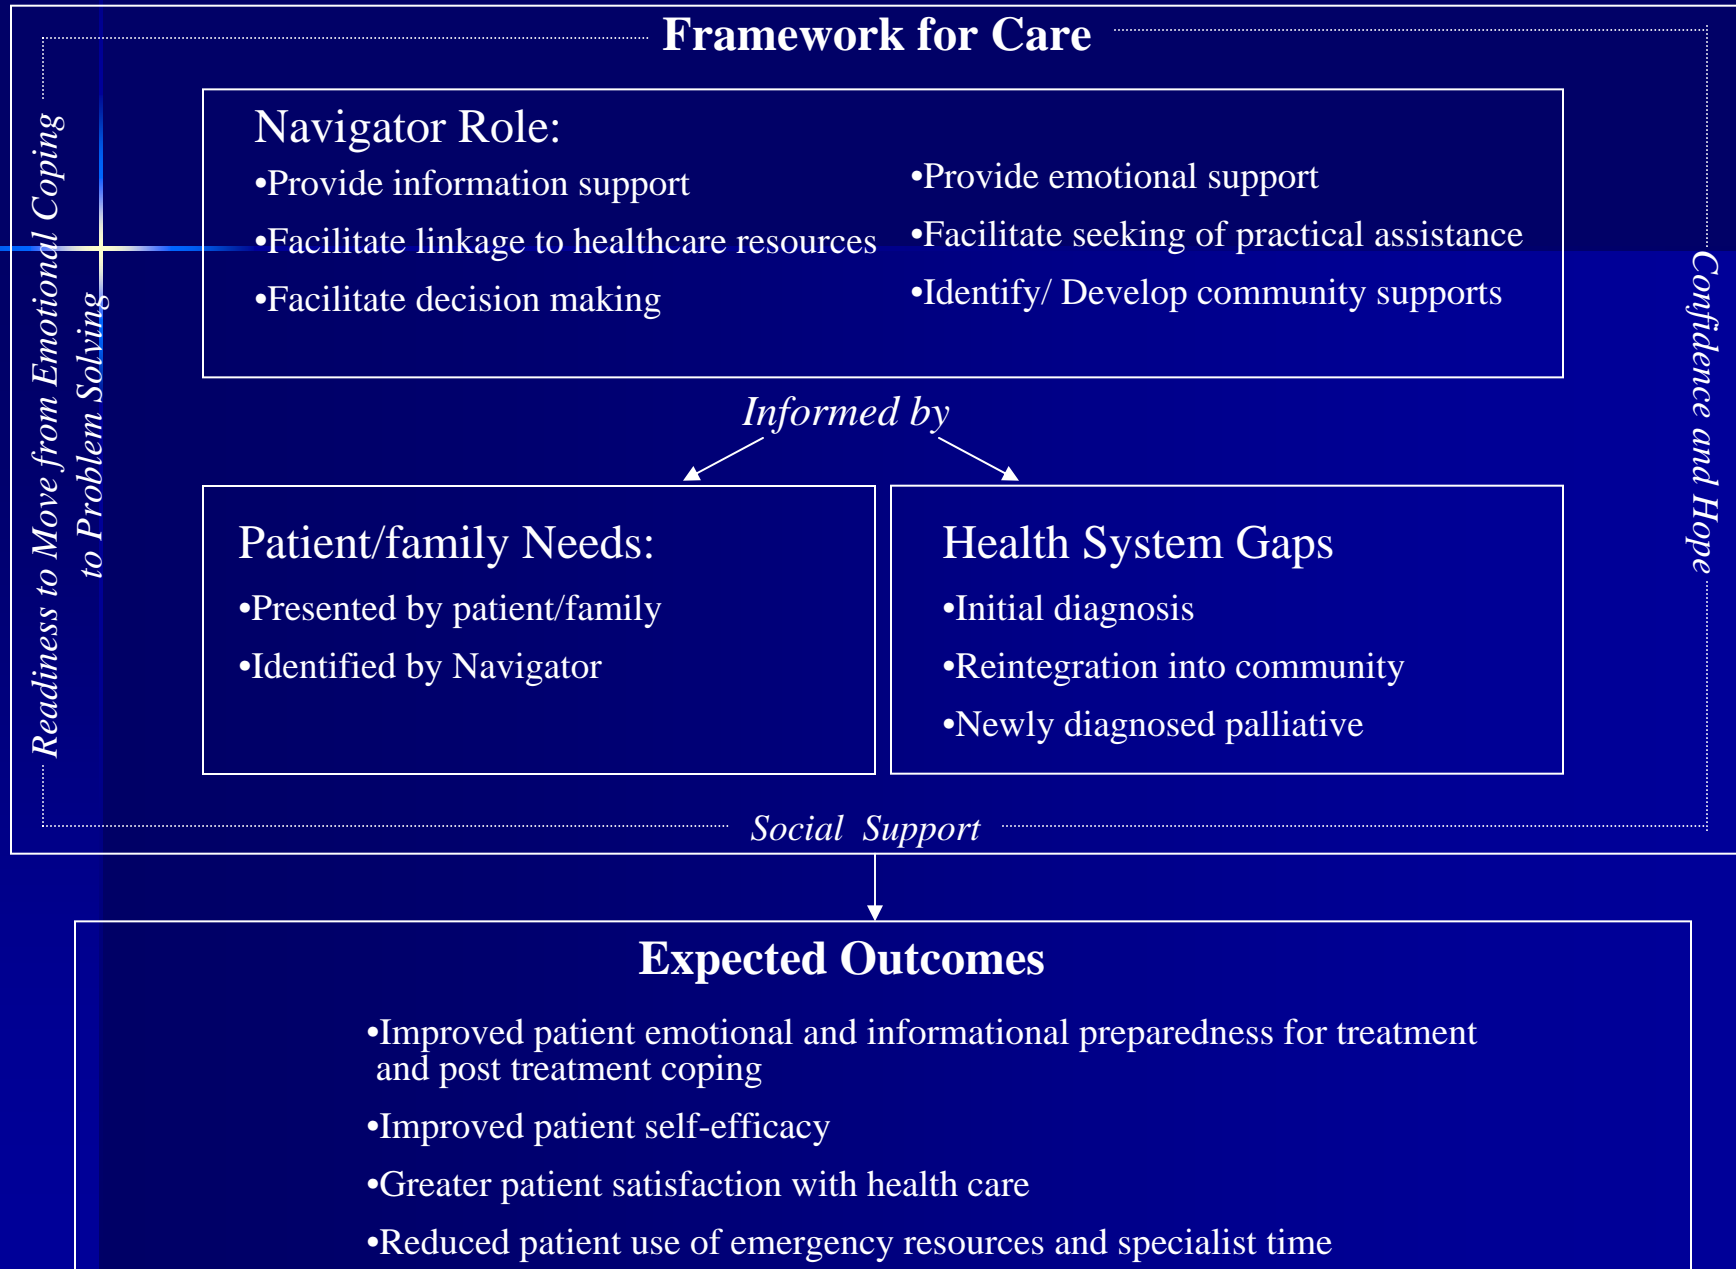 Framework for Care
Readiness to Move from Emotional Coping
to Problem Solving
Navigator Role:
•Provide information support
•Facilitate linkage to healthcare resources
•Facilitate decision making
•Provide emotional support
•Facilitate seeking of practical assistance
•Identify/ Develop community supports
Confidence and Hope
Informed by
Patient/family Needs:
•Presented by patient/family
•Identified by Navigator
Health System Gaps
•Initial diagnosis
•Reintegration into community
•Newly diagnosed palliative
Social Support
Expected Outcomes
•Improved patient emotional and informational preparedness for treatment
and post treatment coping
•Improved patient self-efficacy
•Greater patient satisfaction with health care
•Reduced patient use of emergency resources and specialist time